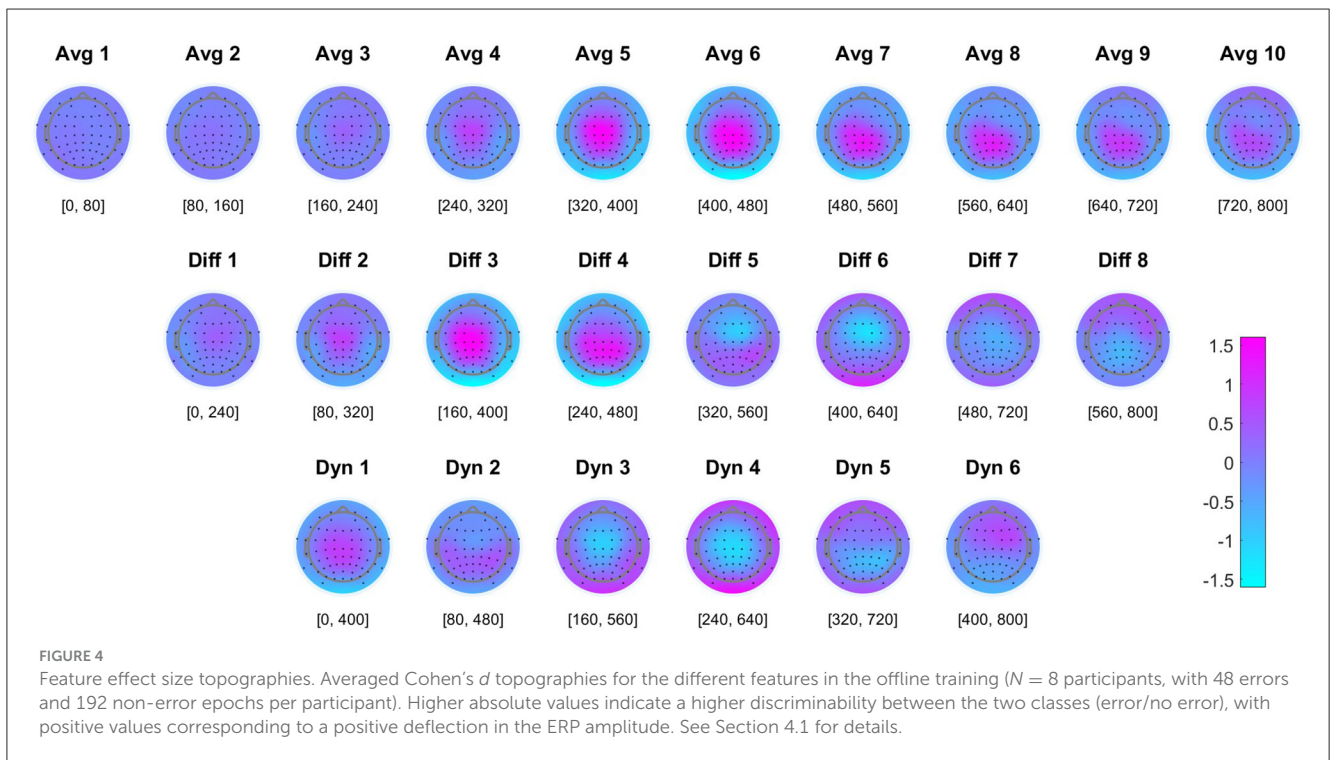 Avg 1 Avg 2 Avg 3 Avg 4 Avg 5 Avg 6 Avg 7 Avg 8 Avg 9 Avg 10
[0, 80] [80, 160] [160, 240] [240, 320] [320, 400] [400, 480] [480, 560] [560, 640] [640, 720] [720, 800]
Diff 1 Diff 2 Diff 3 Diff 4 Diff 5 Diff 6 Diff 7 Diff 8
[0, 240] [80, 320] [160, 400] [240, 480] [320, 560] [400, 640] [480, 720] [560, 800]
Dyn 1 Dyn 2 Dyn 3 Dyn 4 Dyn 5 Dyn 6
[0, 400] [80, 480] [160, 560] [240, 640] [320, 720] [400, 800]
1.5
1
0.5
0
-0.5
-1
-1.5
FIGURE 4
Feature effect size topographies. Averaged Cohen's d topographies for the different features in the offline training (N = 8 participants, with 48 errors
and 192 non-error epochs per participant). Higher absolute values indicate a higher discriminability between the two classes (error/no error), with
positive values corresponding to a positive deflection in the ERP amplitude. See Section 4.1 for details.